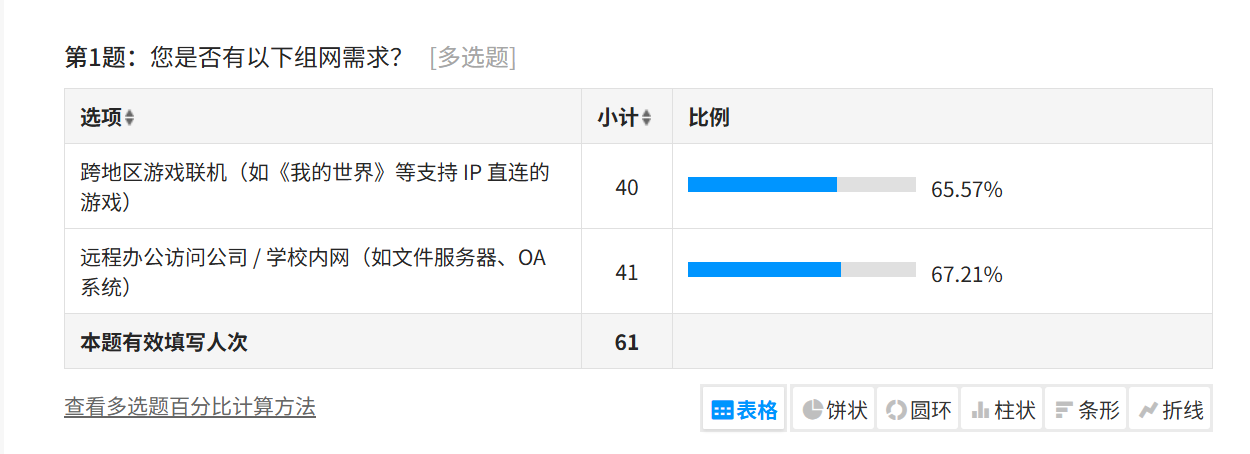 第1题：您是否有以下组网需求？ [多选题]
选项 小计 比例
跨地区游戏联机（如《我的世界》等支持 IP 直连的
游戏） 40 65.57%
远程办公访问公司 / 学校内网（如文件服务器、OA
系统） 41 67.21%
本题有效填写人次 61
查看多选题百分比计算方法 表格 饼状 圆环 柱状 条形 折线